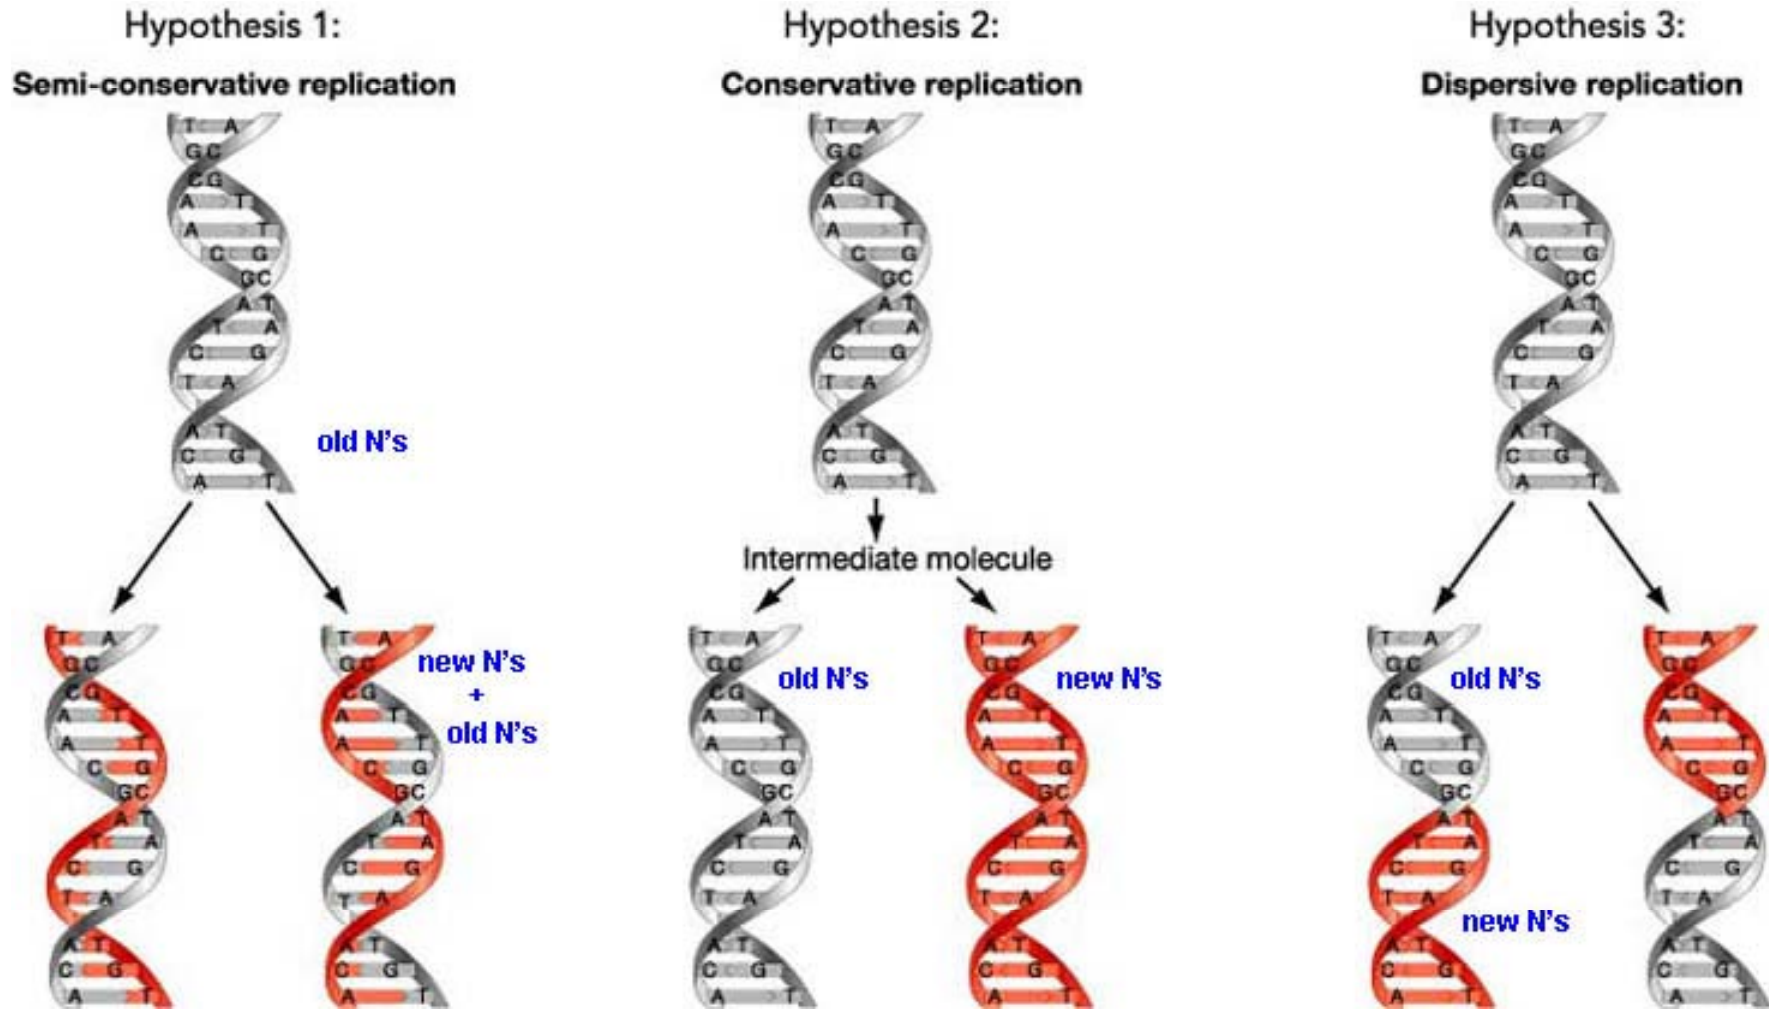 Hypothesis 1:
Semi-conservative replication
T A
G C
C G
A T
A T
C G
G C
A T
T A
C G
T A
A T
C G
A T
old N's
T A
G C
C G
A T
A T
C G
G C
A T
T A
C G
T A
A T
C G
A T
T A
G C
C G
A T
A T
C G
G C
A T
T A
C G
T A
A T
C G
A T
new N's
+
old N's
Hypothesis 2:
Conservative replication
T A
G C
C G
A T
A T
C G
G C
A T
T A
C G
T A
A T
C G
A T
Intermediate molecule
T A
G C
C G
A T
A T
C G
G C
A T
T A
C G
T A
A T
C G
A T
old N's
T A
G C
C G
A T
A T
C G
G C
A T
T A
C G
T A
A T
C G
A T
new N's
Hypothesis 3:
Dispersive replication
T A
G C
C G
A T
A T
C G
G C
A T
T A
C G
T A
A T
C G
A T
T A
G C
C G
A T
A T
C G
G C
A T
T A
C G
T A
A T
C G
A T
old N's
new N's
T A
G C
C G
A T
A T
C G
G C
A T
T A
C G
T A
A T
C G
A T